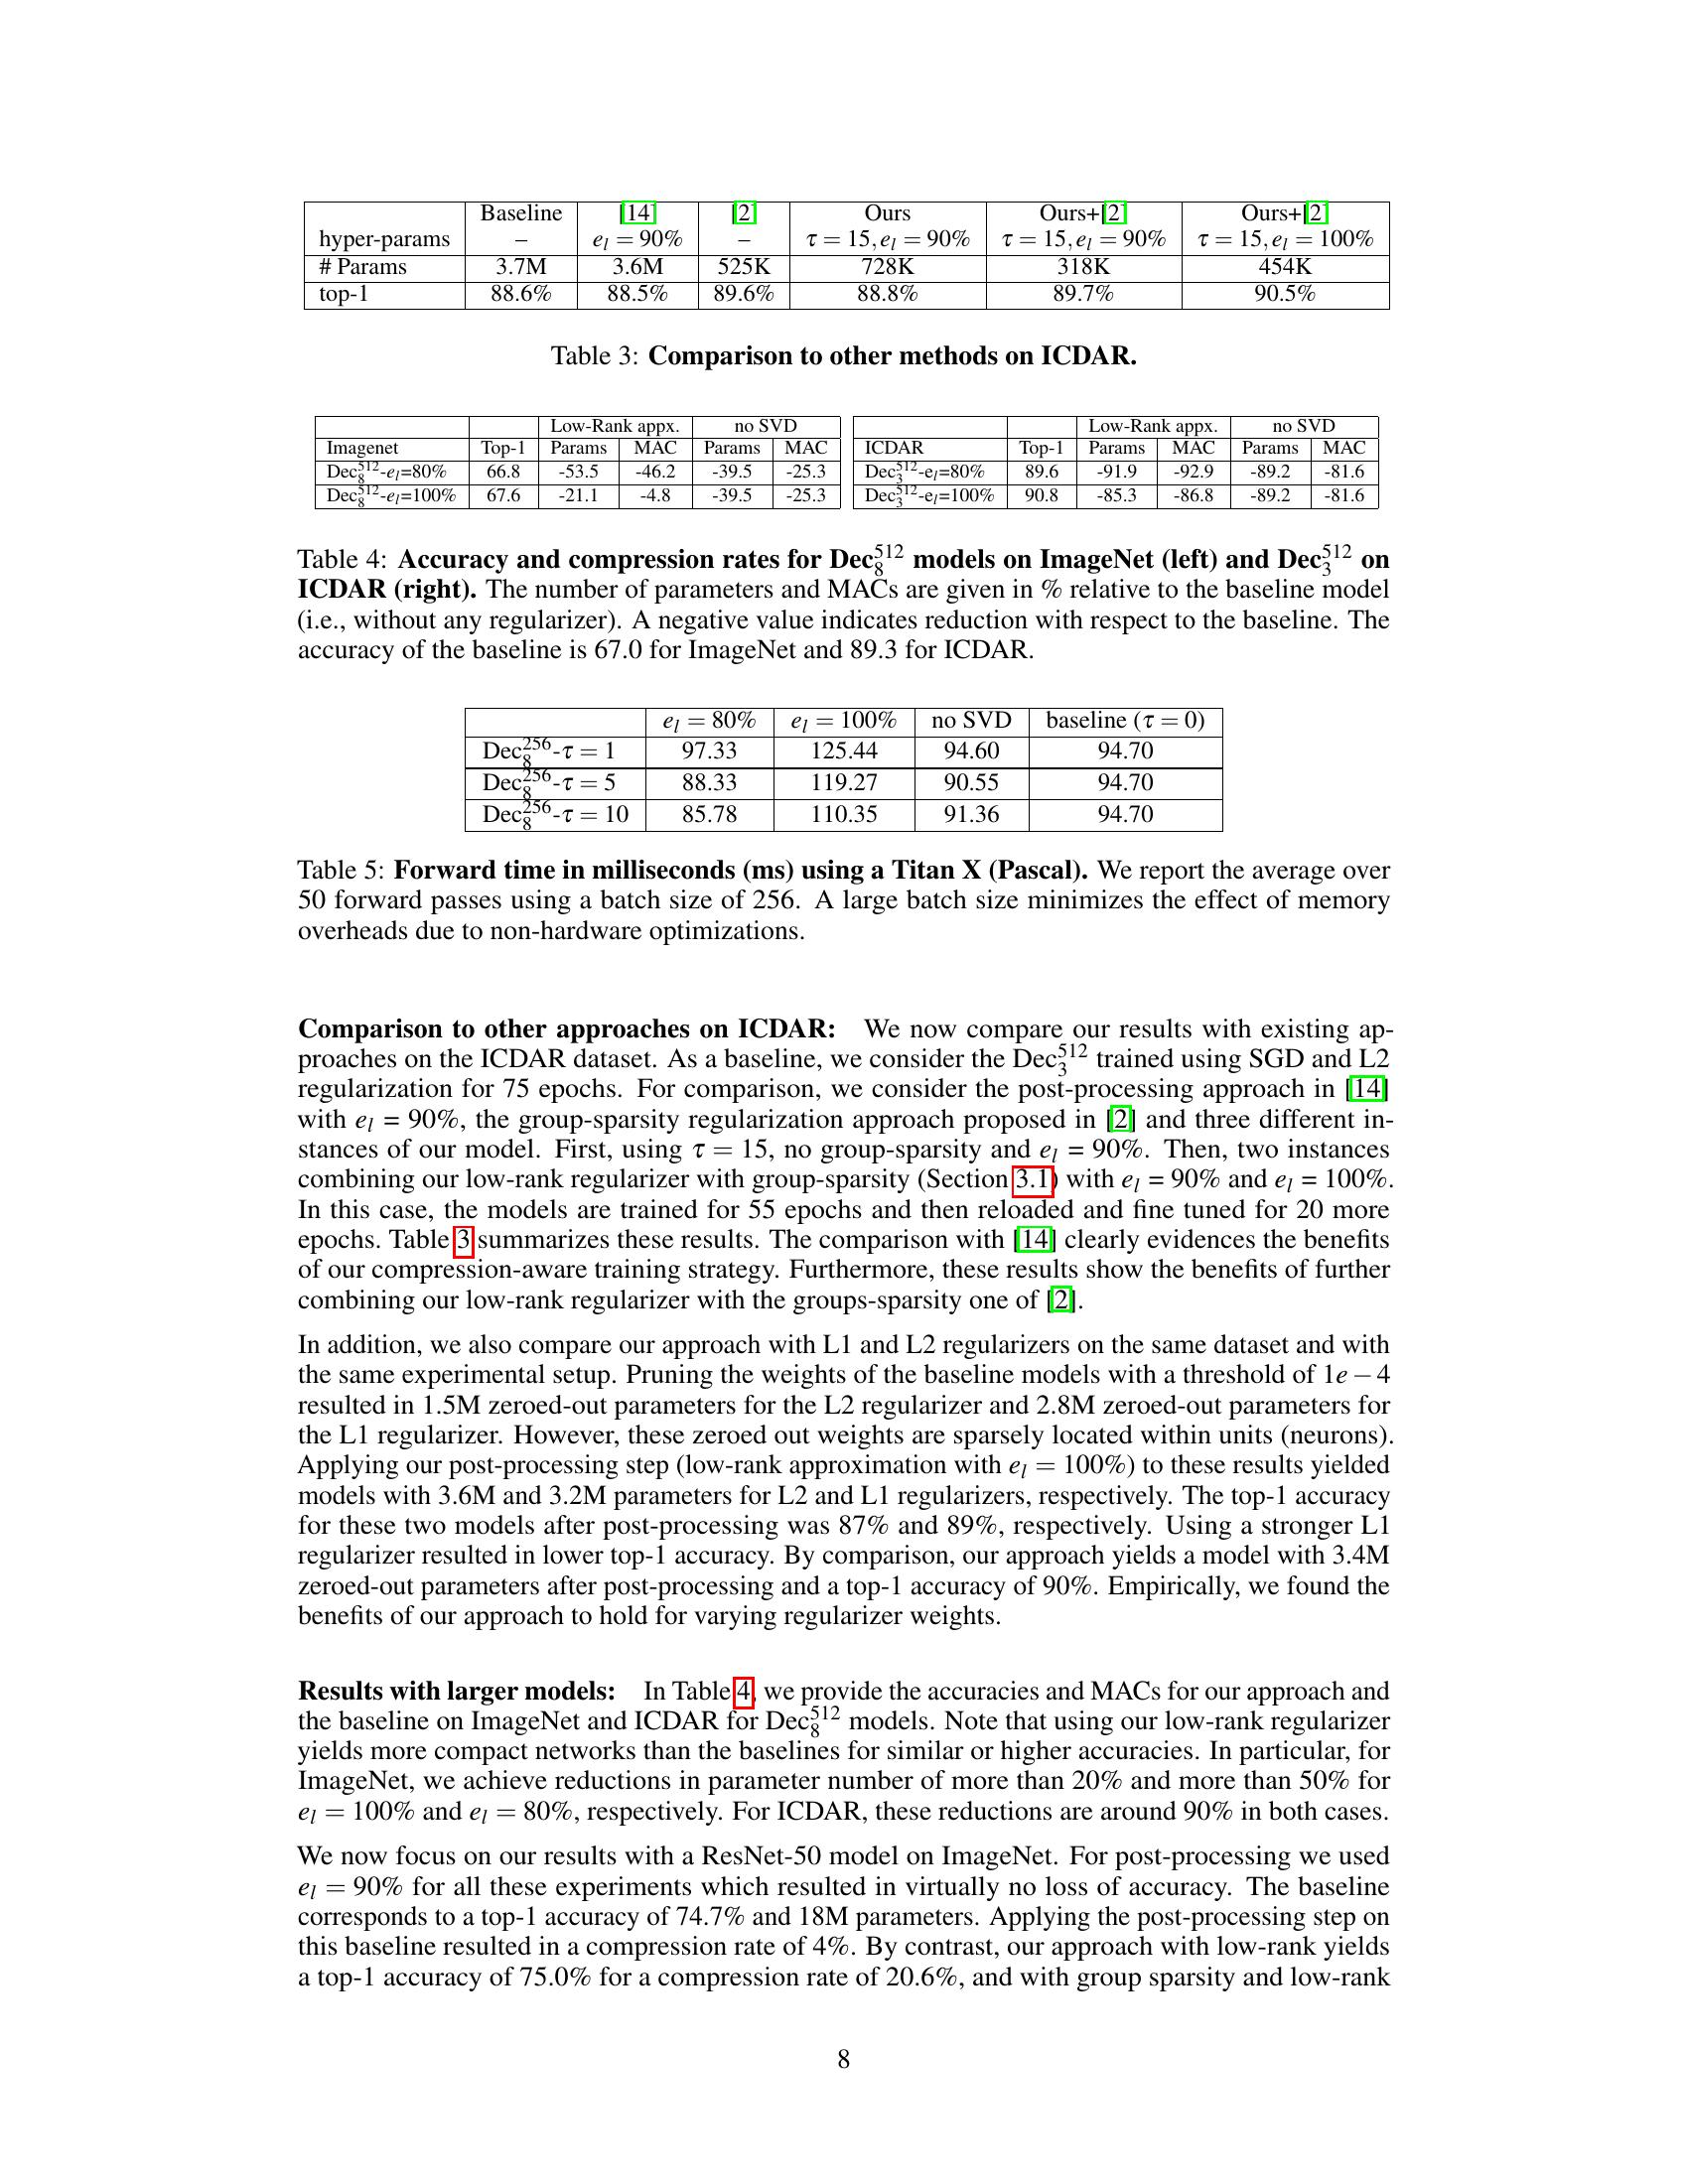 Baseline [14] [2] Ours Ours+[2] Ours+[2]
hyper-params – e_l = 90% – τ = 15, e_l = 90% τ = 15, e_l = 90% τ = 15, e_l = 100%
# Params 3.7M 3.6M 525K 728K 318K 454K
top-1 88.6% 88.5% 89.6% 88.8% 89.7% 90.5%
Table 3: Comparison to other methods on ICDAR.
Low-Rank appx. no SVD
Imagenet Top-1 Params MAC Params MAC
Dec_8^512-e_l=80% 66.8 -53.5 -46.2 -39.5 -25.3
Dec_8^512-e_l=100% 67.6 -21.1 -4.8 -39.5 -25.3
Low-Rank appx. no SVD
ICDAR Top-1 Params MAC Params MAC
Dec_3^512-e_l=80% 89.6 -91.9 -92.9 -89.2 -81.6
Dec_3^512-e_l=100% 90.8 -85.3 -86.8 -89.2 -81.6
Table 4: Accuracy and compression rates for Dec_8^512 models on ImageNet (left) and Dec_3^512 on
ICDAR (right). The number of parameters and MACs are given in % relative to the baseline model
(i.e., without any regularizer). A negative value indicates reduction with respect to the baseline. The
accuracy of the baseline is 67.0 for ImageNet and 89.3 for ICDAR.
e_l = 80% e_l = 100% no SVD baseline (τ = 0)
Dec_8^256-τ = 1 97.33 125.44 94.60 94.70
Dec_8^256-τ = 5 88.33 119.27 90.55 94.70
Dec_8^256-τ = 10 85.78 110.35 91.36 94.70
Table 5: Forward time in milliseconds (ms) using a Titan X (Pascal). We report the average over
50 forward passes using a batch size of 256. A large batch size minimizes the effect of memory
overheads due to non-hardware optimizations.
Comparison to other approaches on ICDAR: We now compare our results with existing ap-
proaches on the ICDAR dataset. As a baseline, we consider the Dec_3^512 trained using SGD and L2
regularization for 75 epochs. For comparison, we consider the post-processing approach in [14]
with e_l = 90%, the group-sparsity regularization approach proposed in [2] and three different in-
stances of our model. First, using τ = 15, no group-sparsity and e_l = 90%. Then, two instances
combining our low-rank regularizer with group-sparsity (Section 3.1) with e_l = 90% and e_l = 100%.
In this case, the models are trained for 55 epochs and then reloaded and fine tuned for 20 more
epochs. Table 3 summarizes these results. The comparison with [14] clearly evidences the benefits
of our compression-aware training strategy. Furthermore, these results show the benefits of further
combining our low-rank regularizer with the groups-sparsity one of [2].
In addition, we also compare our approach with L1 and L2 regularizers on the same dataset and with
the same experimental setup. Pruning the weights of the baseline models with a threshold of 1e − 4
resulted in 1.5M zeroed-out parameters for the L2 regularizer and 2.8M zeroed-out parameters for
the L1 regularizer. However, these zeroed out weights are sparsely located within units (neurons).
Applying our post-processing step (low-rank approximation with e_l = 100%) to these results yielded
models with 3.6M and 3.2M parameters for L2 and L1 regularizers, respectively. The top-1 accuracy
for these two models after post-processing was 87% and 89%, respectively. Using a stronger L1
regularizer resulted in lower top-1 accuracy. By comparison, our approach yields a model with 3.4M
zeroed-out parameters after post-processing and a top-1 accuracy of 90%. Empirically, we found the
benefits of our approach to hold for varying regularizer weights.
Results with larger models: In Table 4, we provide the accuracies and MACs for our approach and
the baseline on ImageNet and ICDAR for Dec_8^512 models. Note that using our low-rank regularizer
yields more compact networks than the baselines for similar or higher accuracies. In particular, for
ImageNet, we achieve reductions in parameter number of more than 20% and more than 50% for
e_l = 100% and e_l = 80%, respectively. For ICDAR, these reductions are around 90% in both cases.
We now focus on our results with a ResNet-50 model on ImageNet. For post-processing we used
e_l = 90% for all these experiments which resulted in virtually no loss of accuracy. The baseline
corresponds to a top-1 accuracy of 74.7% and 18M parameters. Applying the post-processing step on
this baseline resulted in a compression rate of 4%. By contrast, our approach with low-rank yields
a top-1 accuracy of 75.0% for a compression rate of 20.6%, and with group sparsity and low-rank
8